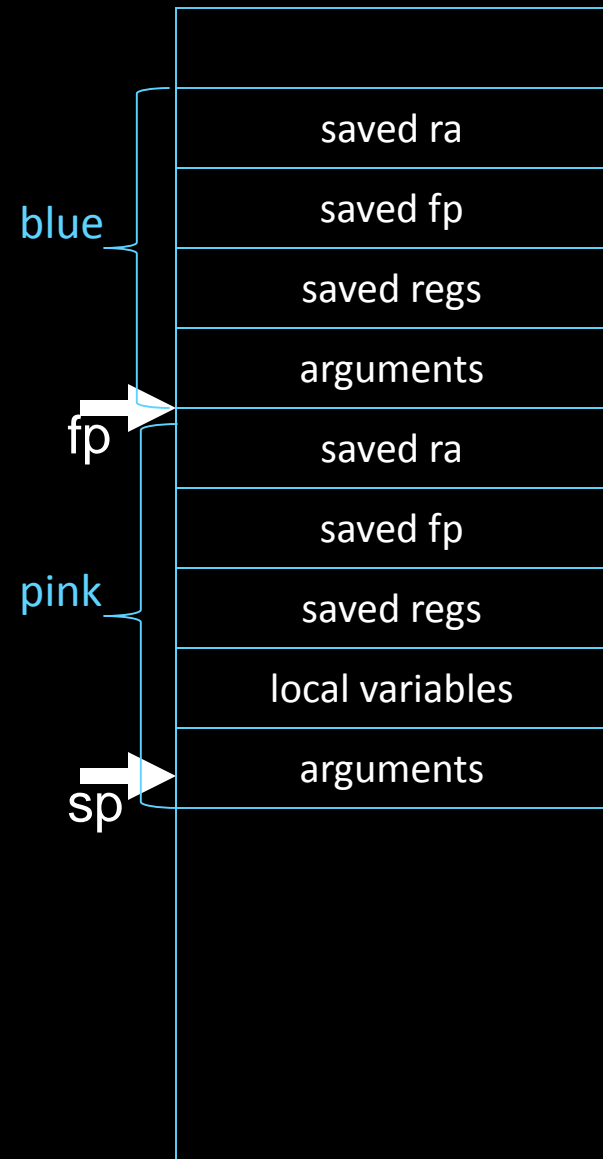 saved ra
saved fp
blue
saved regs
arguments
fp
saved ra
saved fp
pink
saved regs
local variables
arguments
sp